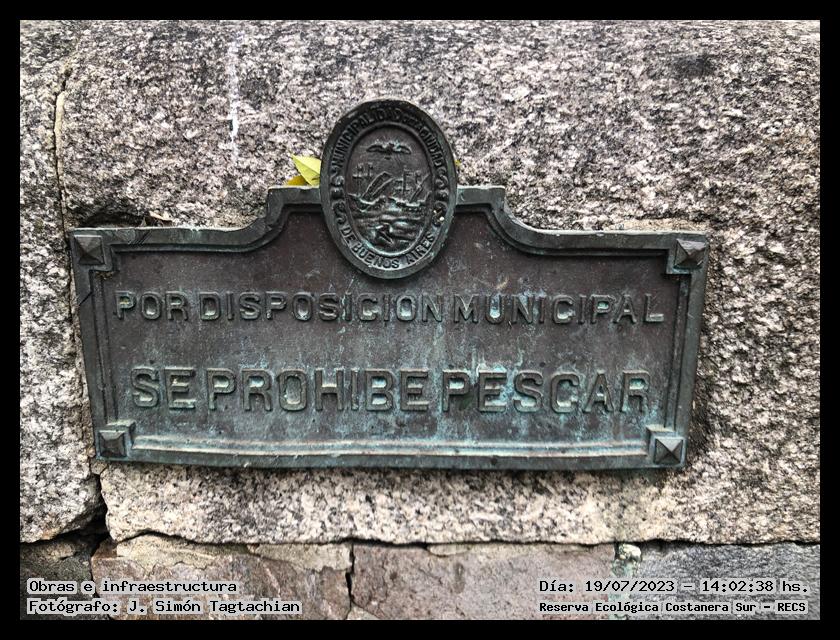 MUNICIPALIDAD DE LA CIUDAD
DE BUENOS AIRES
POR DISPOSICION MUNICIPAL
SE PROHIBE PESCAR
Obras e infraestructura
Fotógrafo: J. Simón Tagtachian
Día: 19/07/2023 - 14:02:38 hs.
Reserva Ecológica Costanera Sur - RECS